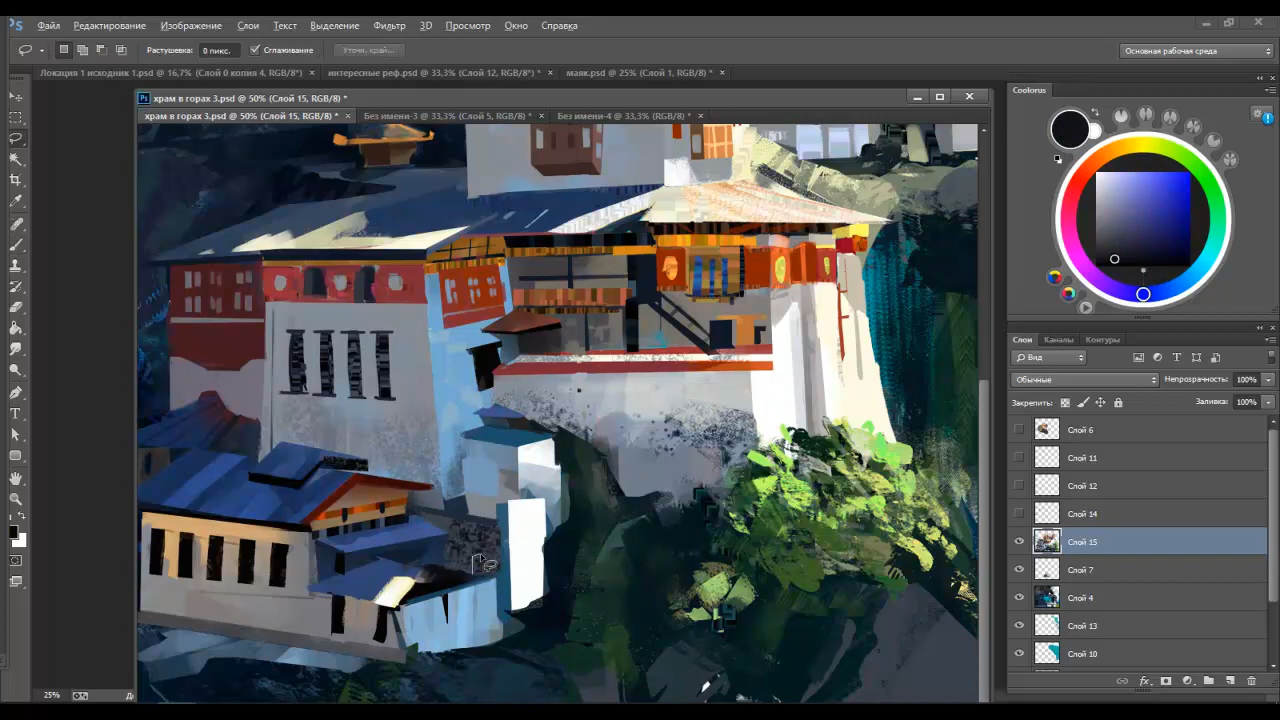 Ps Файл Редактирование Изображение Слои Текст Выделение Фильтр 3D Просмотр Окно Справка
Растушевка: 0 пикс. Сглаживание Уточн. край... Основная рабочая среда
Локация 1 исходник 1.psd @ 16,7% (Слой 0 копия 4, RGB/8*) × интересные реф.psd @ 33,3% (Слой 12, RGB/8*) * × маяк.psd @ 25% (Слой 1, RGB/8*) * ×
Ps храм в горах 3.psd @ 50% (Слой 15, RGB/8) *
храм в горах 3.psd @ 50% (Слой 15, RGB/8) * × Без имени-3 @ 33,3% (Слой 5, RGB/8*) * × Без имени-4 @ 33,3% (RGB/8*) * ×
Coolorus
Слои Каналы Контуры
Вид
Обычные Непрозрачность: 100%
Закрепить: Заливка: 100%
Слой 6
Слой 11
Слой 12
Слой 14
Слой 15
Слой 7
Слой 4
Слой 13
Слой 10
25%
fx